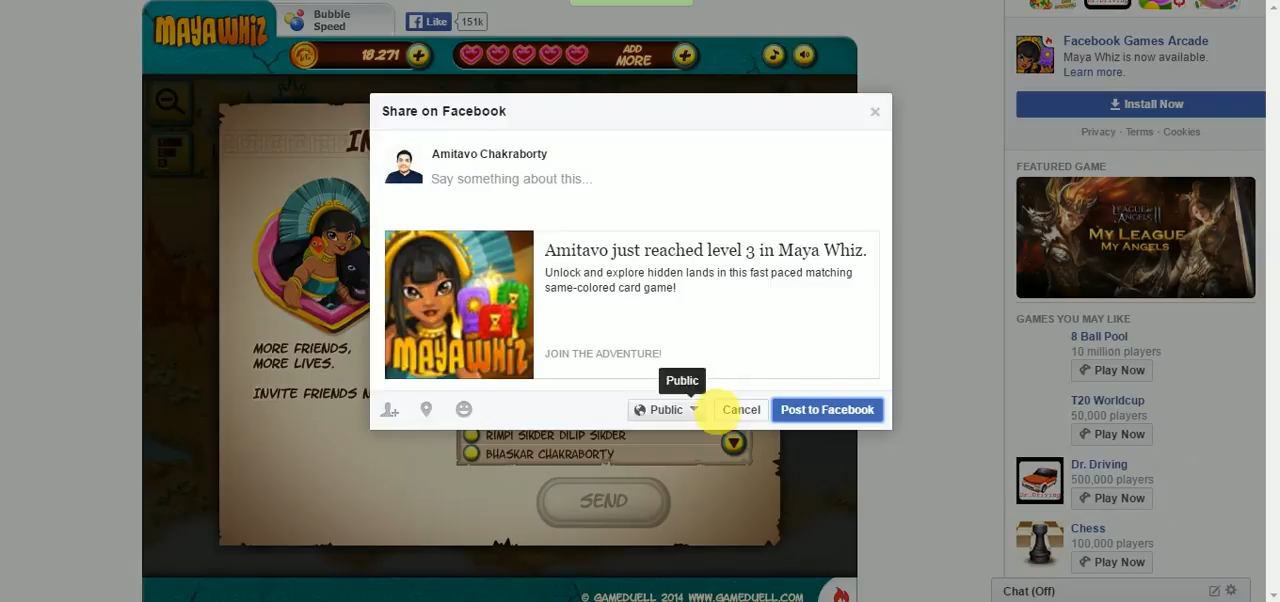 MAYAWHIZ
Bubble
Speed
Like
151k
18.271
ADD
MORE
Facebook Games Arcade
Maya Whiz is now available.
Learn more.
Install Now
Privacy · Terms · Cookies
Share on Facebook
Amitavo Chakraborty
Say something about this...
Amitavo just reached level 3 in Maya Whiz.
Unlock and explore hidden lands in this fast paced matching
same-colored card game!
MAYAWHIZ
JOIN THE ADVENTURE!
Public
Public
Cancel
Post to Facebook
IN
MORE FRIENDS,
MORE LIVES.
INVITE FRIENDS N
RIMPI SIKDER DILIP SIKDER
BHASKAR CHAKRABORTY
SEND
© GAMEDUELL 2014 WWW.GAMEDUELL.COM
FEATURED GAME
LEAGUE
OF
ANGELS II
MY LEAGUE
MY ANGELS
GAMES YOU MAY LIKE
8 Ball Pool
10 million players
Play Now
T20 Worldcup
50,000 players
Play Now
Dr. Driving
500,000 players
Play Now
Dr. DRIVING
Chess
100,000 players
Play Now
Chat (Off)